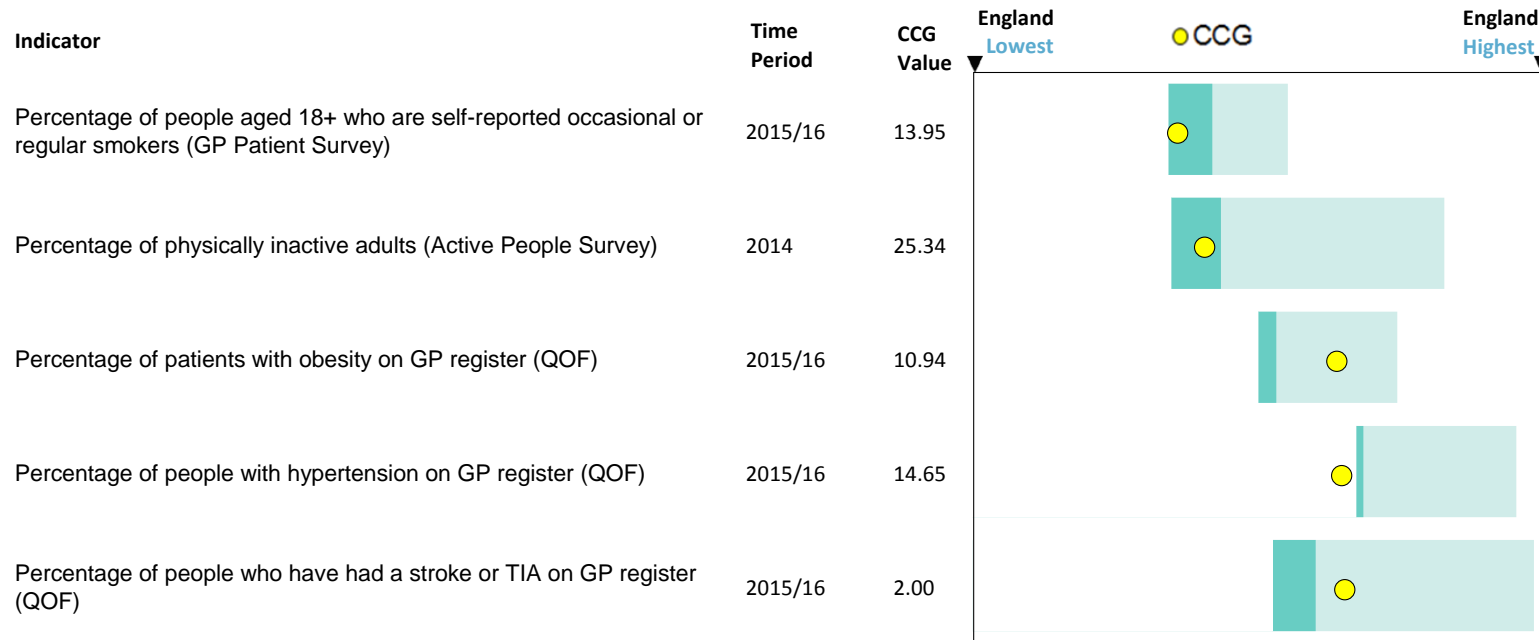 Indicator
Time Period
CCG Value
England Lowest
CCG
England Highest
Percentage of people aged 18+ who are self-reported occasional or
regular smokers (GP Patient Survey)
2015/16
13.95
Percentage of physically inactive adults (Active People Survey)
2014
25.34
Percentage of patients with obesity on GP register (QOF)
2015/16
10.94
Percentage of people with hypertension on GP register (QOF)
2015/16
14.65
Percentage of people who have had a stroke or TIA on GP register
(QOF)
2015/16
2.00